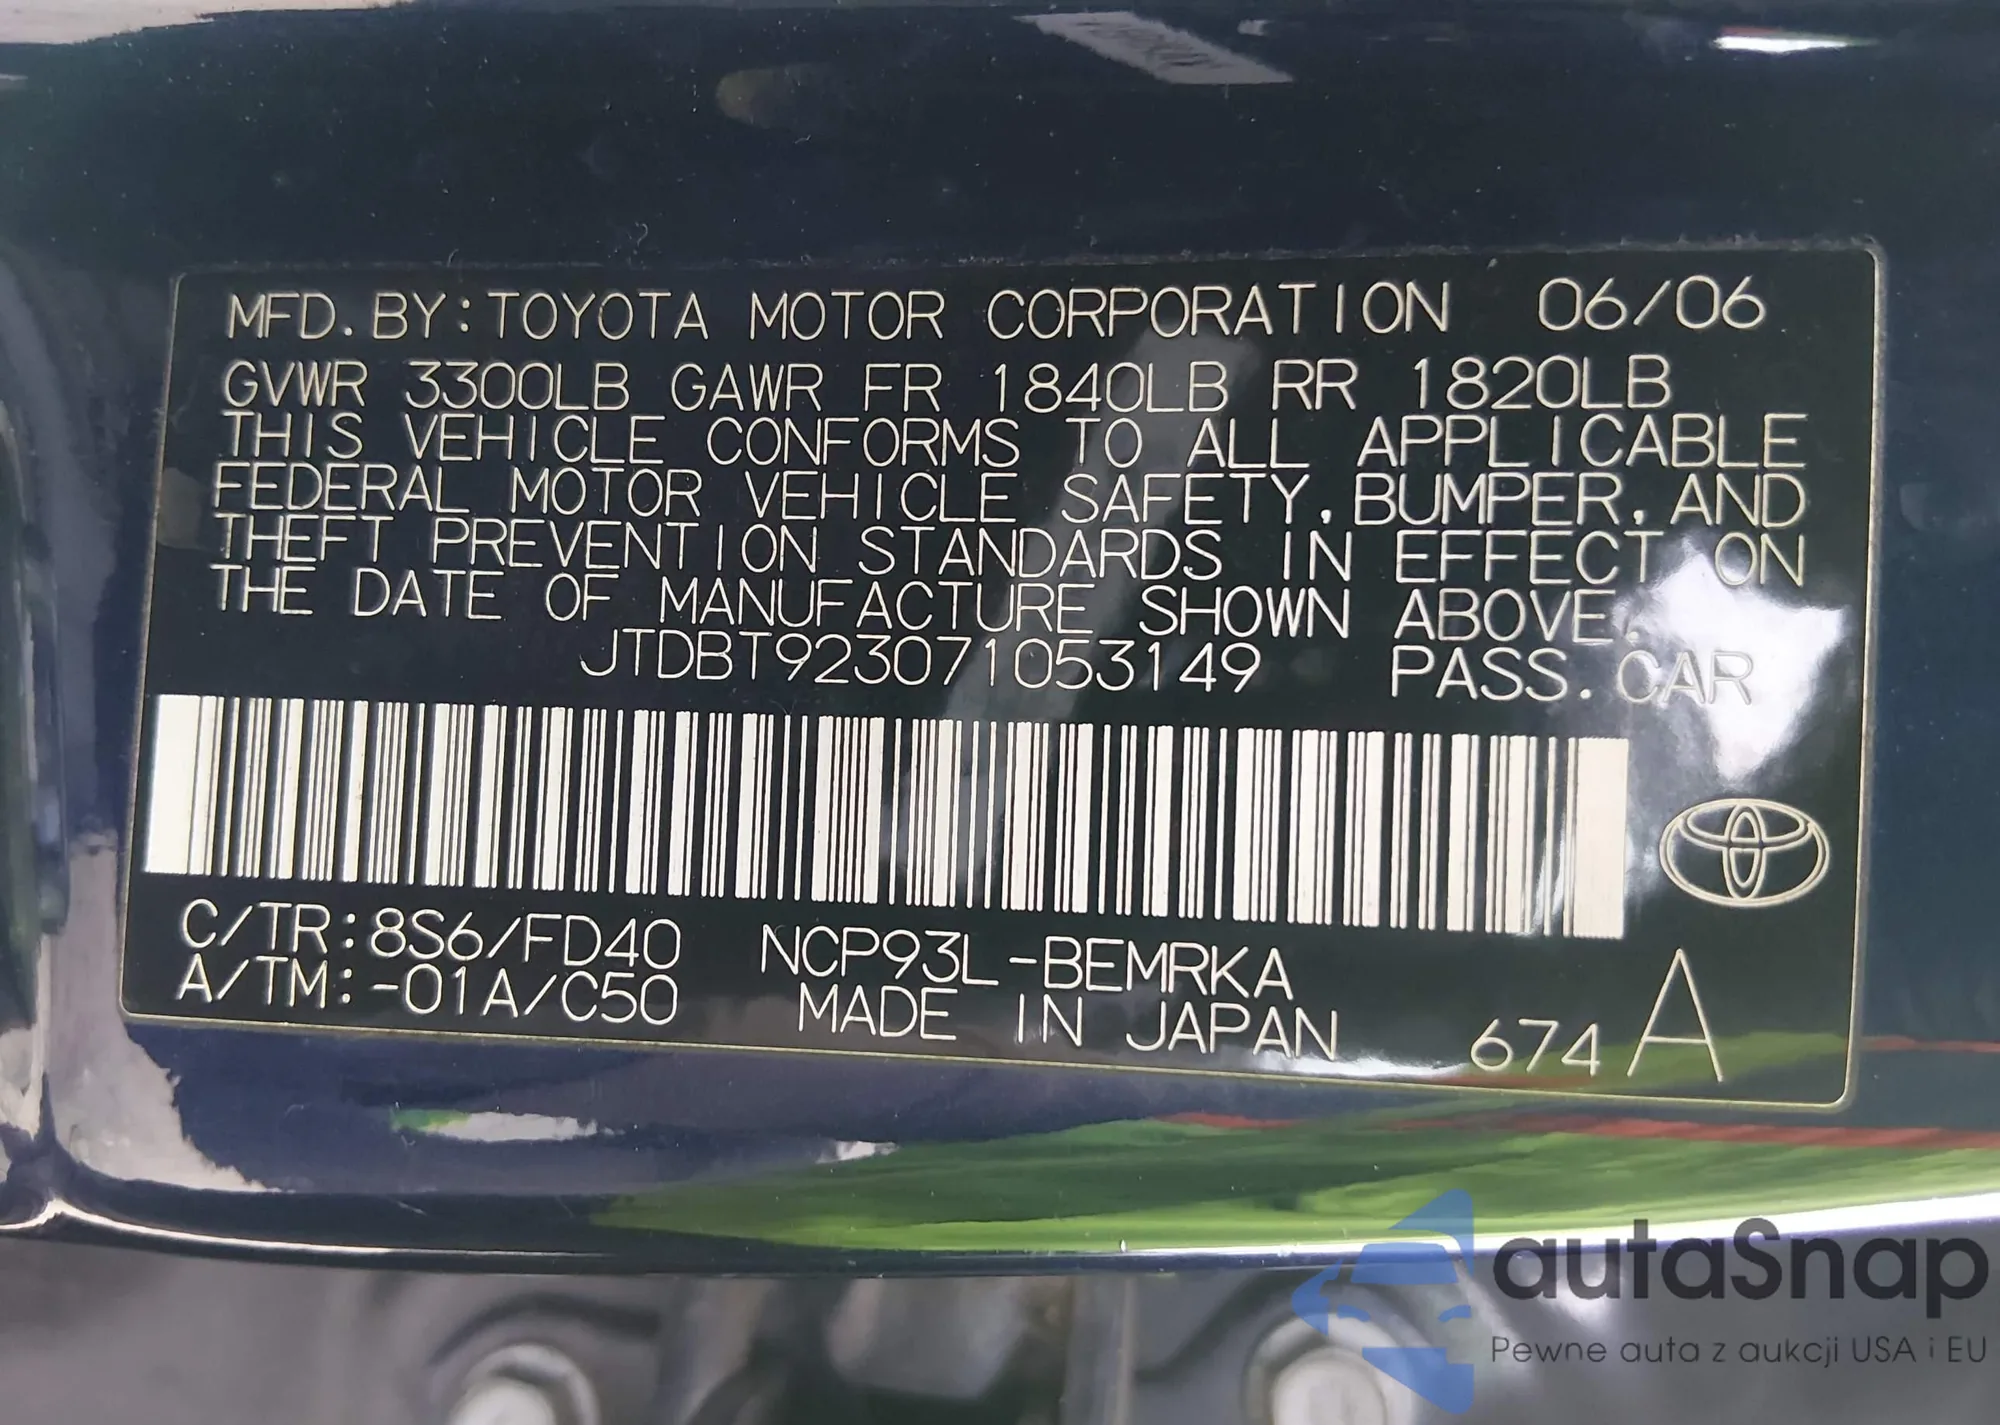 MFD. BY: TOYOTA MOTOR CORPORATION 06/06
GVWR 3300LB GAWR FR 1840LB RR 1820LB
THIS VEHICLE CONFORMS TO ALL APPLICABLE
FEDERAL MOTOR VEHICLE SAFETY, BUMPER, AND
THEFT PREVENTION STANDARDS IN EFFECT ON
THE DATE OF MANUFACTURE SHOWN ABOVE.
JTDBT923071053149 PASS. CAR
C/TR: 8S6/FD40 NCP93L-BEMRKA
A/TM: -01A/C50 MADE IN JAPAN 674 A
autaSnap
Pewne auta z aukcji USA i EU